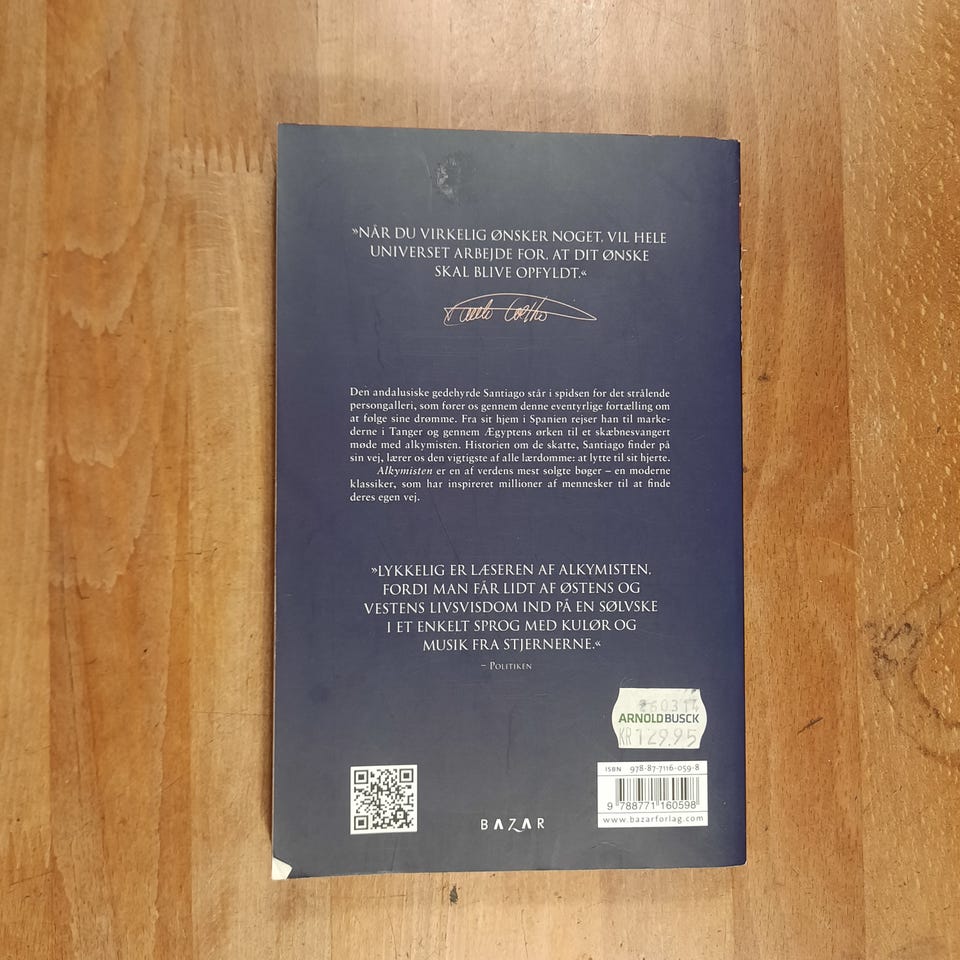 »NÅR DU VIRKELIG ØNSKER NOGET, VIL HELE
UNIVERSET ARBEJDE FOR, AT DIT ØNSKE
SKAL BLIVE OPFYLDT.«
Paulo Coelho
Den andalusiske gedehyrde Santiago står i spidsen for det strålende
persongalleri, som fører os gennem denne eventyrlige fortælling om
at følge sine drømme. Fra sit hjem i Spanien rejser han til marke-
derne i Tanger og gennem Ægyptens ørken til et skæbnesvangert
møde med alkymisten. Historien om de skatte, Santiago finder på
sin vej, lærer os den vigtigste af alle lærdomme: at lytte til sit hjerte.
Alkymisten er en af verdens mest solgte bøger – en moderne
klassiker, som har inspireret millioner af mennesker til at finde
deres egen vej.
»LYKKELIG ER LÆSEREN AF ALKYMISTEN,
FORDI MAN FÅR LIDT AF ØSTENS OG
VESTENS LIVSVISDOM IND PÅ EN SØLVSKE
I ET ENKELT SPROG MED KULØR OG
MUSIK FRA STJERNERNE.«
– POLITIKEN
ARNOLDBUSCK
KR 129.95
ISBN 978-87-7116-059-8
9 788771 160598
www.bazarforlag.com
BAZAR